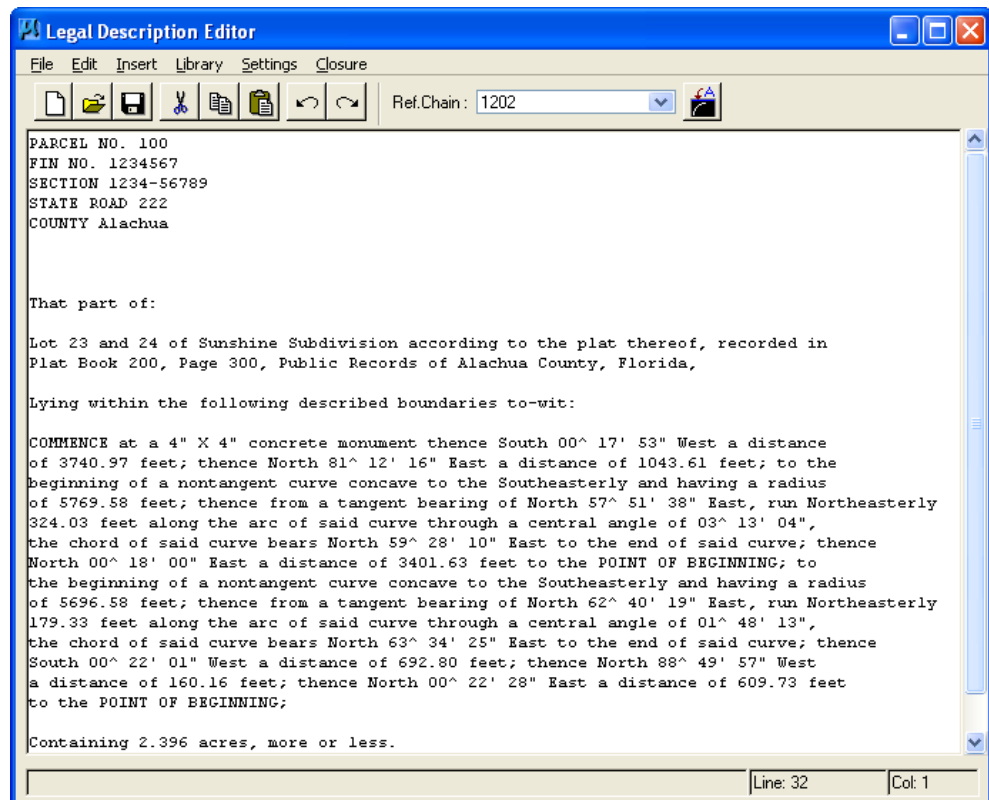 Legal Description Editor
File Edit Insert Library Settings Closure
Ref.Chain : 1202
PARCEL NO. 100
FIN NO. 1234567
SECTION 1234-56789
STATE ROAD 222
COUNTY Alachua
That part of:
Lot 23 and 24 of Sunshine Subdivision according to the plat thereof, recorded in
Plat Book 200, Page 300, Public Records of Alachua County, Florida,
Lying within the following described boundaries to-wit:
COMMENCE at a 4" X 4" concrete monument thence South 00^ 17' 53" West a distance
of 3740.97 feet; thence North 81^ 12' 16" East a distance of 1043.61 feet; to the
beginning of a nontangent curve concave to the Southeasterly and having a radius
of 5769.58 feet; thence from a tangent bearing of North 57^ 51' 38" East, run Northeasterly
324.03 feet along the arc of said curve through a central angle of 03^ 13' 04",
the chord of said curve bears North 59^ 28' 10" East to the end of said curve; thence
North 00^ 18' 00" East a distance of 3401.63 feet to the POINT OF BEGINNING; to
the beginning of a nontangent curve concave to the Southeasterly and having a radius
of 5696.58 feet; thence from a tangent bearing of North 62^ 40' 19" East, run Northeasterly
179.33 feet along the arc of said curve through a central angle of 01^ 48' 13",
the chord of said curve bears North 63^ 34' 25" East to the end of said curve; thence
South 00^ 22' 01" West a distance of 692.80 feet; thence North 88^ 49' 57" West
a distance of 160.16 feet; thence North 00^ 22' 28" East a distance of 609.73 feet
to the POINT OF BEGINNING;
Containing 2.396 acres, more or less.
Line: 32 Col: 1